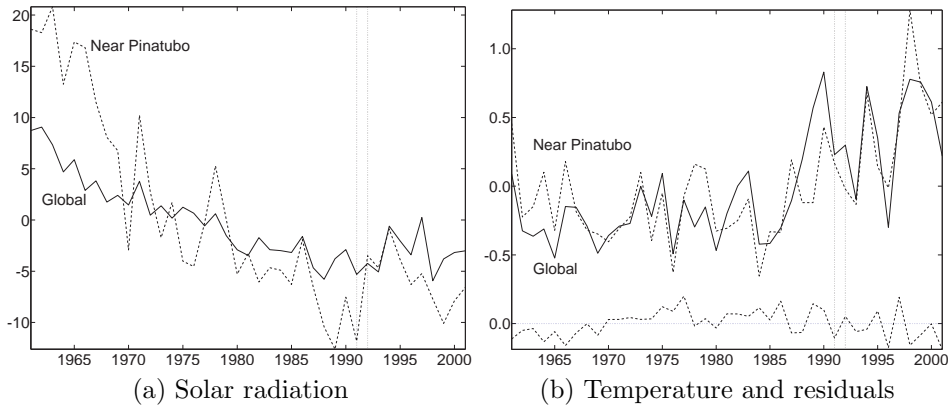 20
15
10
5
0
-5
-10
Near Pinatubo
Global
1965 1970 1975 1980 1985 1990 1995 2000
(a) Solar radiation
1.0
0.5
0.0
-0.5
0.0
Near Pinatubo
Global
1965 1970 1975 1980 1985 1990 1995 2000
(b) Temperature and residuals